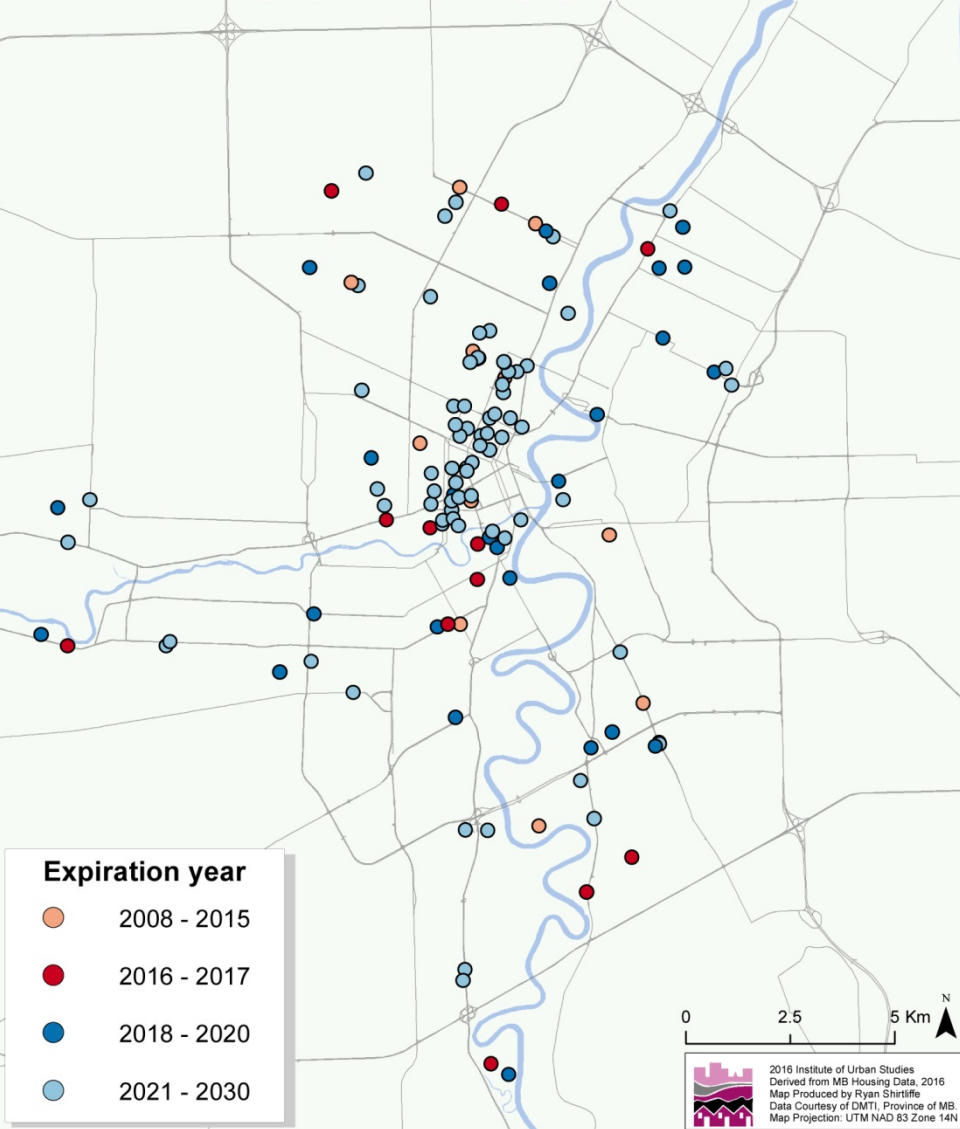 Expiration year
2008 - 2015
2016 - 2017
2018 - 2020
2021 - 2030
0 2.5 5 Km
N
2016 Institute of Urban Studies
Derived from MB Housing Data, 2016
Map Produced by Ryan Shirtliffe
Data Courtesy of DMTI, Province of MB.
Map Projection: UTM NAD 83 Zone 14N